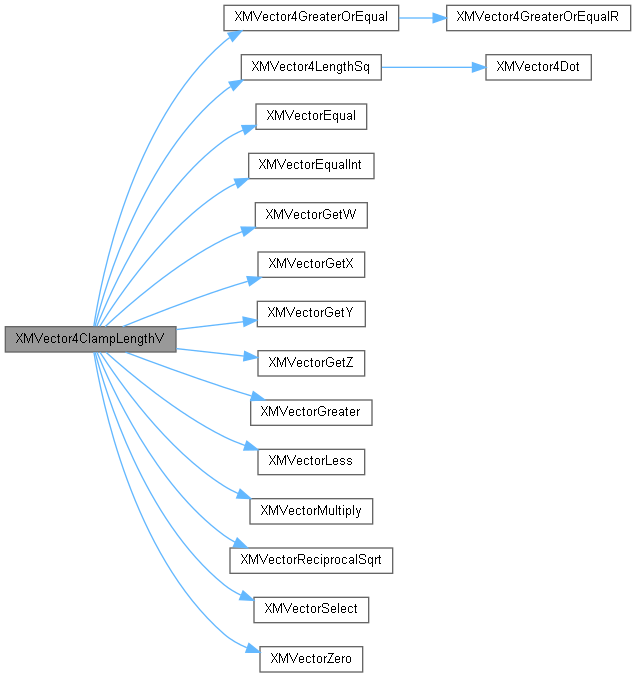 XMVector4GreaterOrEqual
XMVector4GreaterOrEqualR
XMVector4LengthSq
XMVector4Dot
XMVectorEqual
XMVectorEqualInt
XMVectorGetW
XMVectorGetX
XMVectorGetY
XMVector4ClampLengthV
XMVectorGetZ
XMVectorGreater
XMVectorLess
XMVectorMultiply
XMVectorReciprocalSqrt
XMVectorSelect
XMVectorZero